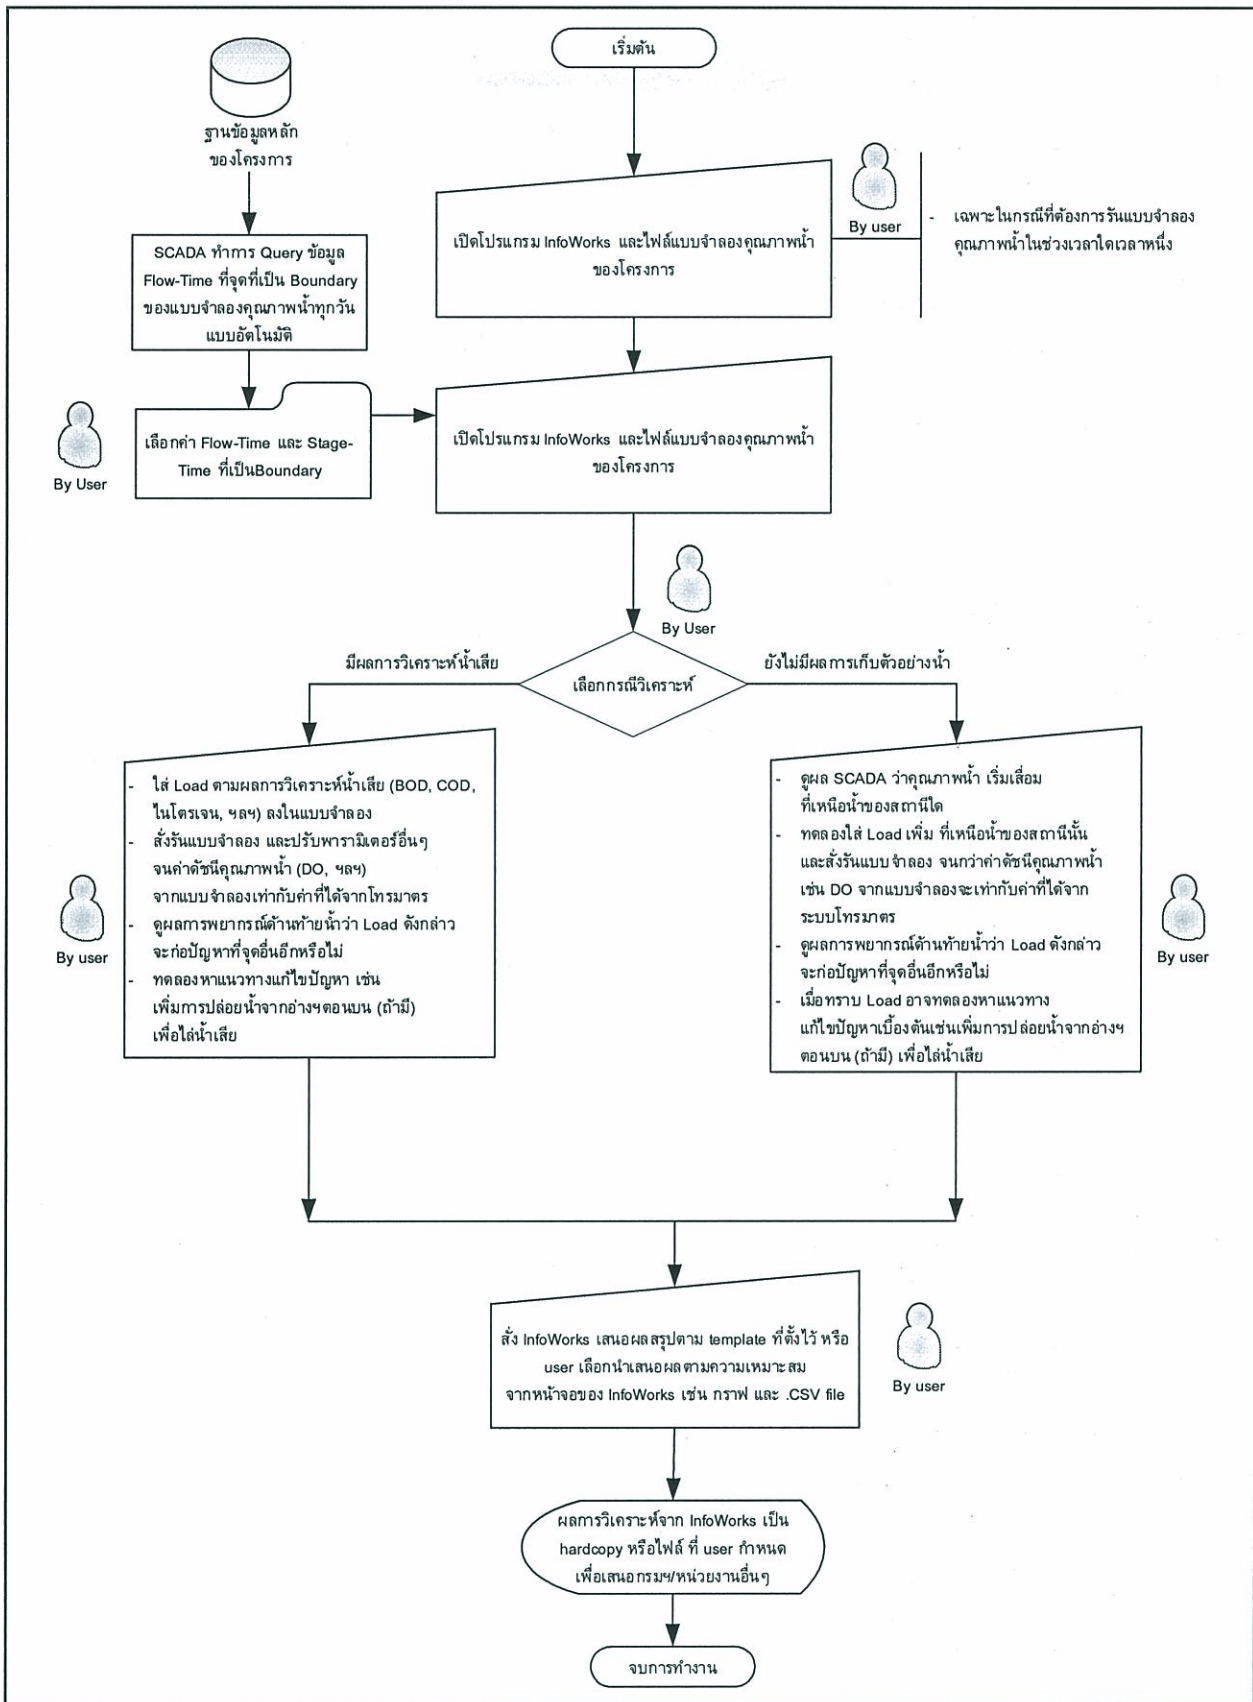 เริ่มต้น
ฐานข้อมูลหลัก
ของโครงการ
เปิดโปรแกรม InfoWorks และไฟล์แบบจำลองคุณภาพน้ำ
ของโครงการ
By user
- เฉพาะในกรณีที่ต้องการรันแบบจำลอง
คุณภาพน้ำในช่วงเวลาใดเวลาหนึ่ง
SCADA ทำการ Query ข้อมูล
Flow-Time ที่จุดที่เป็น Boundary
ของแบบจำลองคุณภาพน้ำทุกวัน
แบบอัตโนมัติ
By User
เลือกค่า Flow-Time และ Stage-
Time ที่เป็นBoundary
เปิดโปรแกรม InfoWorks และไฟล์แบบจำลองคุณภาพน้ำ
ของโครงการ
By User
มีผลการวิเคราะห์น้ำเสีย
เลือกกรณีวิเคราะห์
ยังไม่มีผลการเก็บตัวอย่างน้ำ
- ใส่ Load ตามผลการวิเคราะห์น้ำเสีย (BOD, COD,
ไนโตรเจน, ฯลฯ) ลงในแบบจำลอง
- สั่งรันแบบจำลอง และปรับพารามิเตอร์อื่นๆ
จนค่าดัชนีคุณภาพน้ำ (DO, ฯลฯ)
จากแบบจำลองเท่ากับค่าที่ได้จากโทรมาตร
- ดูผลการพยากรณ์ด้านท้ายน้ำว่า Load ดังกล่าว
จะก่อปัญหาที่จุดอื่นอีกหรือไม่
- ทดลองหาแนวทางแก้ไขปัญหา เช่น
เพิ่มการปล่อยน้ำจากอ่างฯตอนบน (ถ้ามี)
เพื่อไล่น้ำเสีย
By user
- ดูผล SCADA ว่าคุณภาพน้ำ เริ่มเสื่อม
ที่เหนือน้ำของสถานีใด
- ทดลองใส่ Load เพิ่ม ที่เหนือน้ำของสถานีนั้น
และสั่งรันแบบจำลอง จนกว่าค่าดัชนีคุณภาพน้ำ
เช่น DO จากแบบจำลองจะเท่ากับค่าที่ได้จาก
ระบบโทรมาตร
- ดูผลการพยากรณ์ด้านท้ายน้ำว่า Load ดังกล่าว
จะก่อปัญหาที่จุดอื่นอีกหรือไม่
- เมื่อทราบ Load อาจทดลองหาแนวทาง
แก้ไขปัญหาเบื้องต้นเช่นเพิ่มการปล่อยน้ำจากอ่างฯ
ตอนบน (ถ้ามี) เพื่อไล่น้ำเสีย
By user
สั่ง InfoWorks เสนอผลสรุปตาม template ที่ตั้งไว้ หรือ
user เลือกนำเสนอผลตามความเหมาะสม
จากหน้าจอของ InfoWorks เช่น กราฟ และ .CSV file
By user
ผลการวิเคราะห์จาก InfoWorks เป็น
hardcopy หรือไฟล์ ที่ user กำหนด
เพื่อเสนอกรมฯ/หน่วยงานอื่นๆ
จบการทำงาน